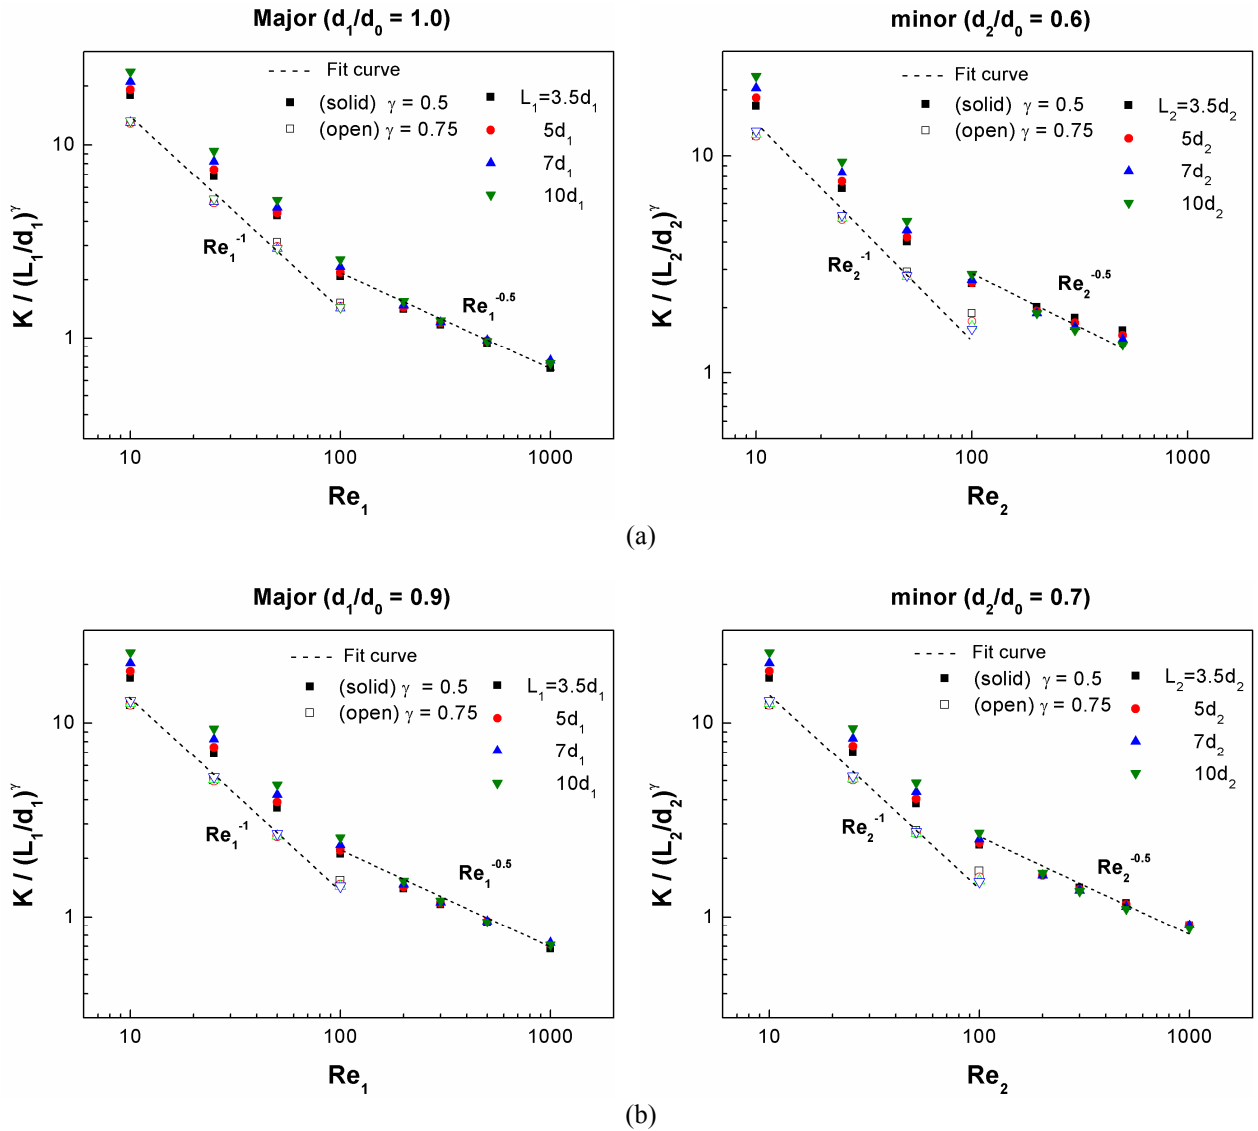 Major (d1/d0 = 1.0)
K / (L1/d1)^γ
10
1
Fit curve
(solid) γ = 0.5
(open) γ = 0.75
L1=3.5d1
5d1
7d1
10d1
Re1^-1
Re1^-0.5
10
100
1000
Re1
minor (d2/d0 = 0.6)
K / (L2/d2)^γ
10
1
Fit curve
(solid) γ = 0.5
(open) γ = 0.75
L2=3.5d2
5d2
7d2
10d2
Re2^-1
Re2^-0.5
10
100
1000
Re2
(a)
Major (d1/d0 = 0.9)
K / (L1/d1)^γ
10
1
Fit curve
(solid) γ = 0.5
(open) γ = 0.75
L1=3.5d1
5d1
7d1
10d1
Re1^-1
Re1^-0.5
10
100
1000
Re1
minor (d2/d0 = 0.7)
K / (L2/d2)^γ
10
1
Fit curve
(solid) γ = 0.5
(open) γ = 0.75
L2=3.5d2
5d2
7d2
10d2
Re2^-1
Re2^-0.5
10
100
1000
Re2
(b)